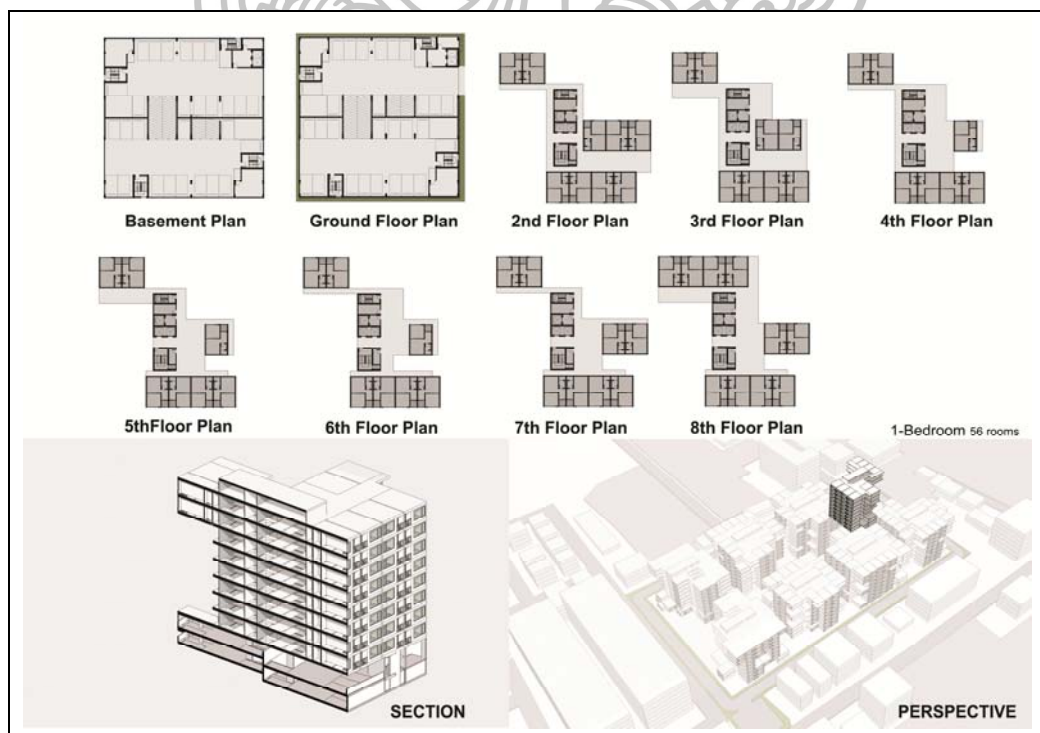 Basement Plan
Ground Floor Plan
2nd Floor Plan
3rd Floor Plan
4th Floor Plan
5thFloor Plan
6th Floor Plan
7th Floor Plan
8th Floor Plan
1-Bedroom 56 rooms
SECTION
PERSPECTIVE